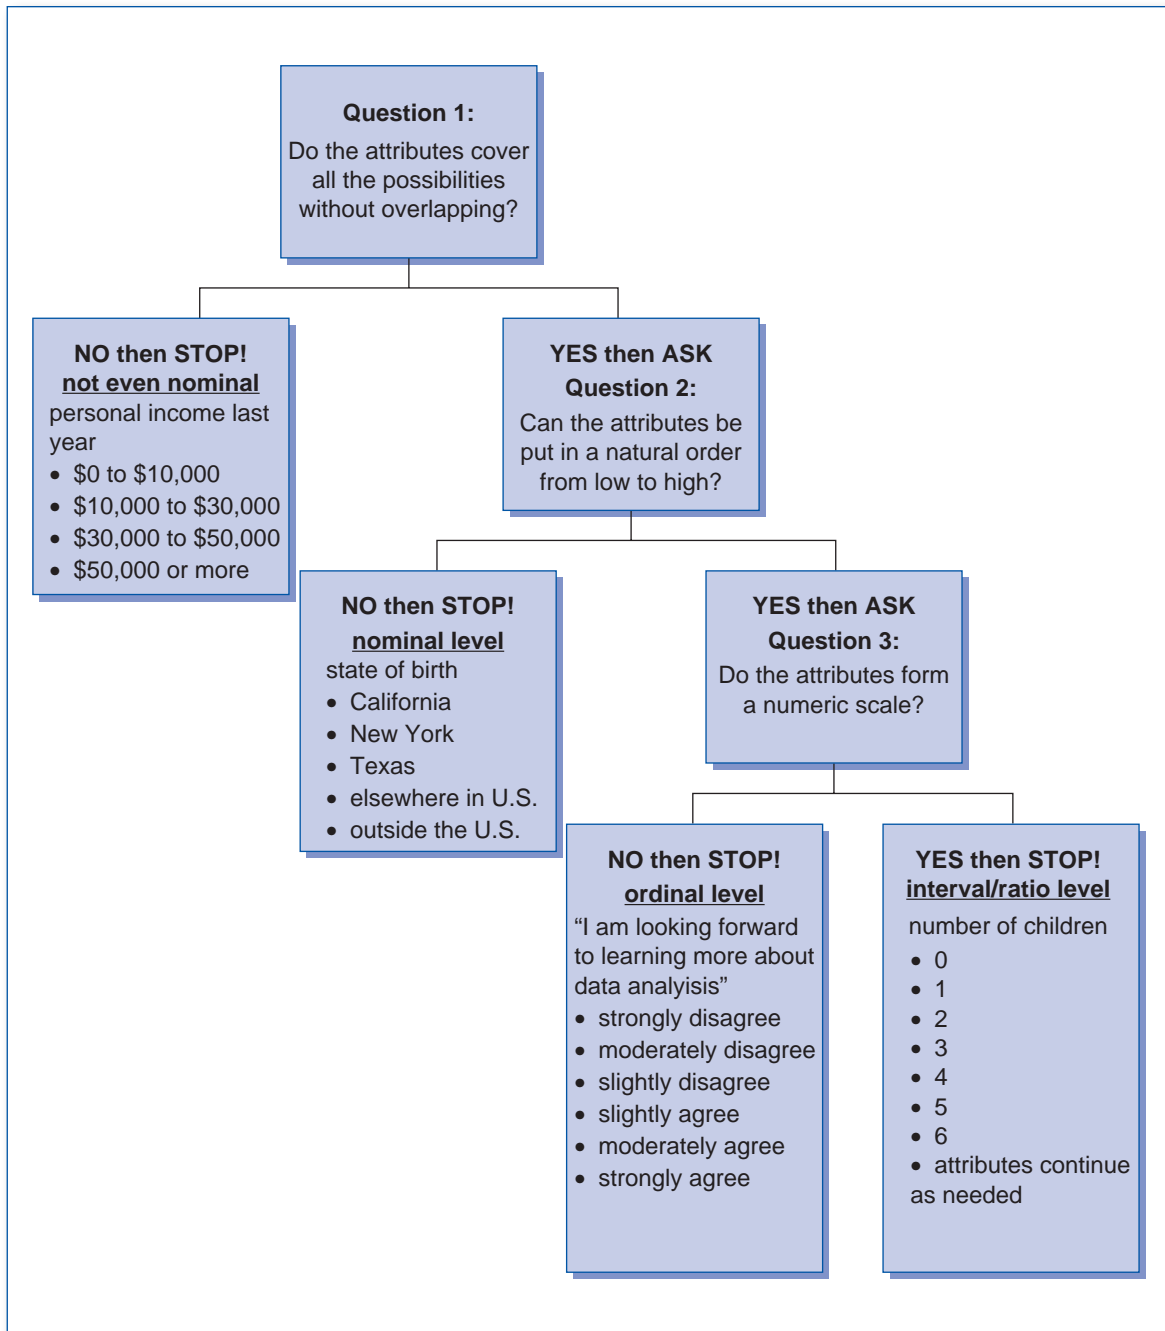 Question 1:
Do the attributes cover
all the possibilities
without overlapping?
NO then STOP!
not even nominal
personal income last
year
• $0 to $10,000
• $10,000 to $30,000
• $30,000 to $50,000
• $50,000 or more
YES then ASK
Question 2:
Can the attributes be
put in a natural order
from low to high?
NO then STOP!
nominal level
state of birth
• California
• New York
• Texas
• elsewhere in U.S.
• outside the U.S.
YES then ASK
Question 3:
Do the attributes form
a numeric scale?
NO then STOP!
ordinal level
“I am looking forward
to learning more about
data analyisis”
• strongly disagree
• moderately disagree
• slightly disagree
• slightly agree
• moderately agree
• strongly agree
YES then STOP!
interval/ratio level
number of children
• 0
• 1
• 2
• 3
• 4
• 5
• 6
• attributes continue
as needed